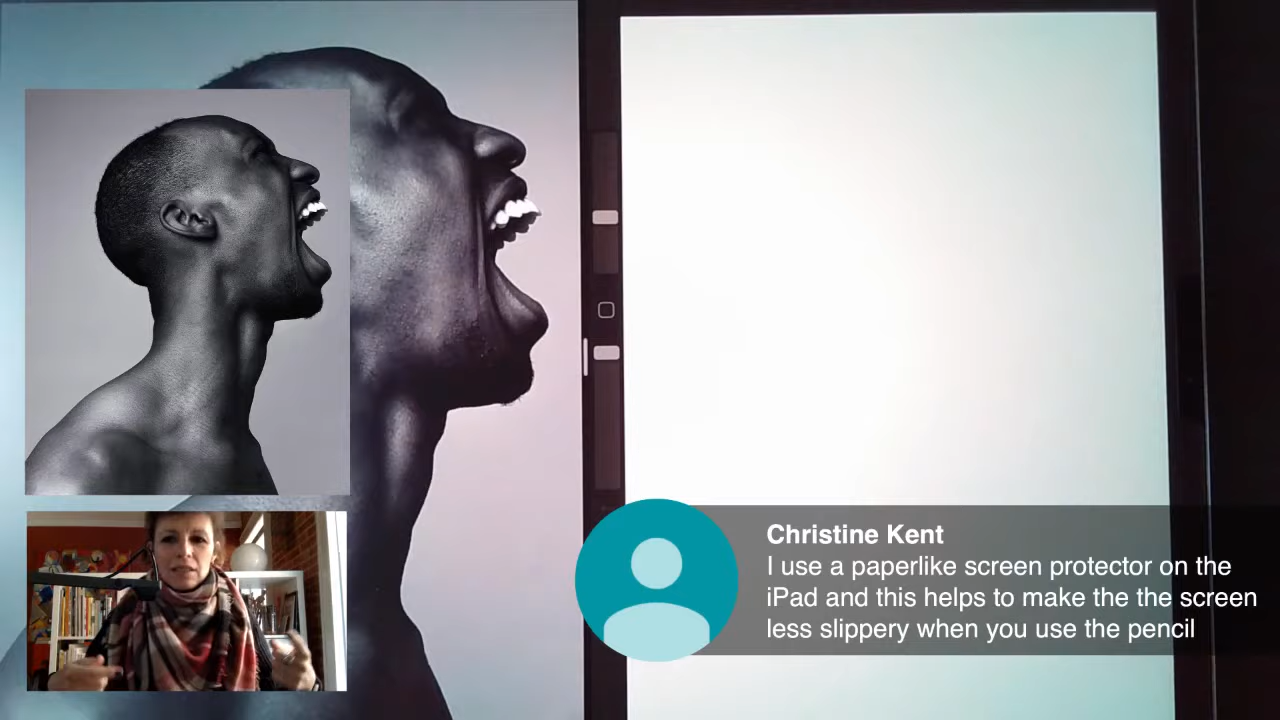 Christine Kent
I use a paperlike screen protector on the
iPad and this helps to make the the screen
less slippery when you use the pencil